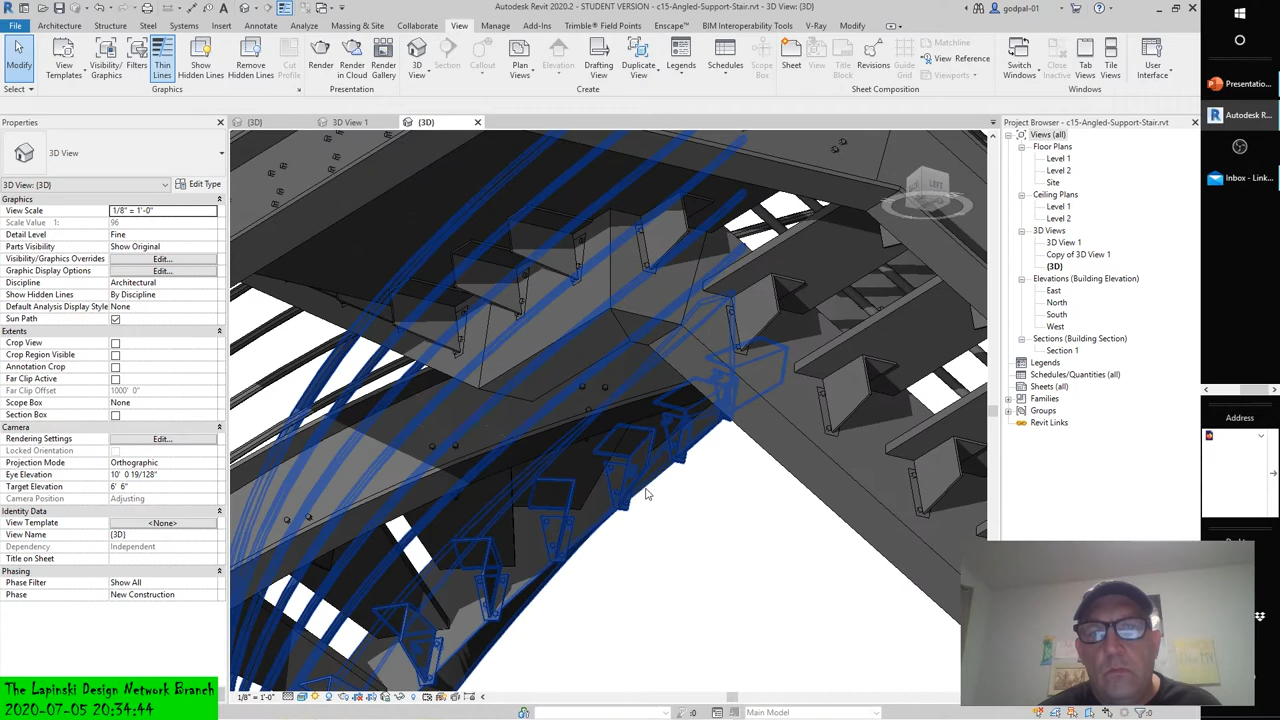 Autodesk Revit 2020.2 - STUDENT VERSION - c15-Angled-Support-Stair.rvt - 3D View: {3D}
godpal-01
File Architecture Structure Steel Systems Insert Annotate Analyze Massing & Site Collaborate View Manage Add-Ins Trimble® Field Points Enscape™ BIM Interoperability Tools V-Ray Modify
Modify
View Templates
Visibility/ Graphics
Filters
Thin Lines
Show Hidden Lines
Remove Hidden Lines
Cut Profile
Render
Render in Cloud
Render Gallery
3D View
Section
Callout
Plan Views
Elevation
Drafting View
Duplicate View
Legends
Schedules
Scope Box
Sheet
View
Title Block
Revisions
Guide Grid
Matchline
View Reference
Viewports
Switch Windows
Close Inactive
Tab Views
Tile Views
User Interface
Select Graphics Presentation Create Sheet Composition Windows
Properties
{3D} 3D View 1 {3D}
3D View
3D View: {3D} Edit Type
Graphics
View Scale 1/8" = 1'-0"
Scale Value 1: 96
Detail Level Fine
Parts Visibility Show Original
Visibility/Graphics Overrides Edit...
Graphic Display Options Edit...
Discipline Architectural
Show Hidden Lines By Discipline
Default Analysis Display Style None
Sun Path
Extents
Crop View
Crop Region Visible
Annotation Crop
Far Clip Active
Far Clip Offset 1000' 0"
Scope Box None
Section Box
Camera
Rendering Settings Edit...
Locked Orientation
Projection Mode Orthographic
Eye Elevation 10' 0 19/128"
Target Elevation 6' 6"
Camera Position Adjusting
Identity Data
View Template <None>
View Name {3D}
Dependency Independent
Title on Sheet
Phasing
Phase Filter Show All
Phase New Construction
LEFT
Project Browser - c15-Angled-Support-Stair.rvt
Views (all)
Floor Plans
Level 1
Level 2
Site
Ceiling Plans
Level 1
Level 2
3D Views
3D View 1
Copy of 3D View 1
{3D}
Elevations (Building Elevation)
East
North
South
West
Sections (Building Section)
Section 1
Legends
Schedules/Quantities (all)
Sheets (all)
Families
Groups
Revit Links
Presentatio...
Autodesk R...
Inbox - Link...
Address
1/8" = 1'-0"
:0
Main Model
:0
The Lapinski Design Network Branch
2020-07-05 20:34:44